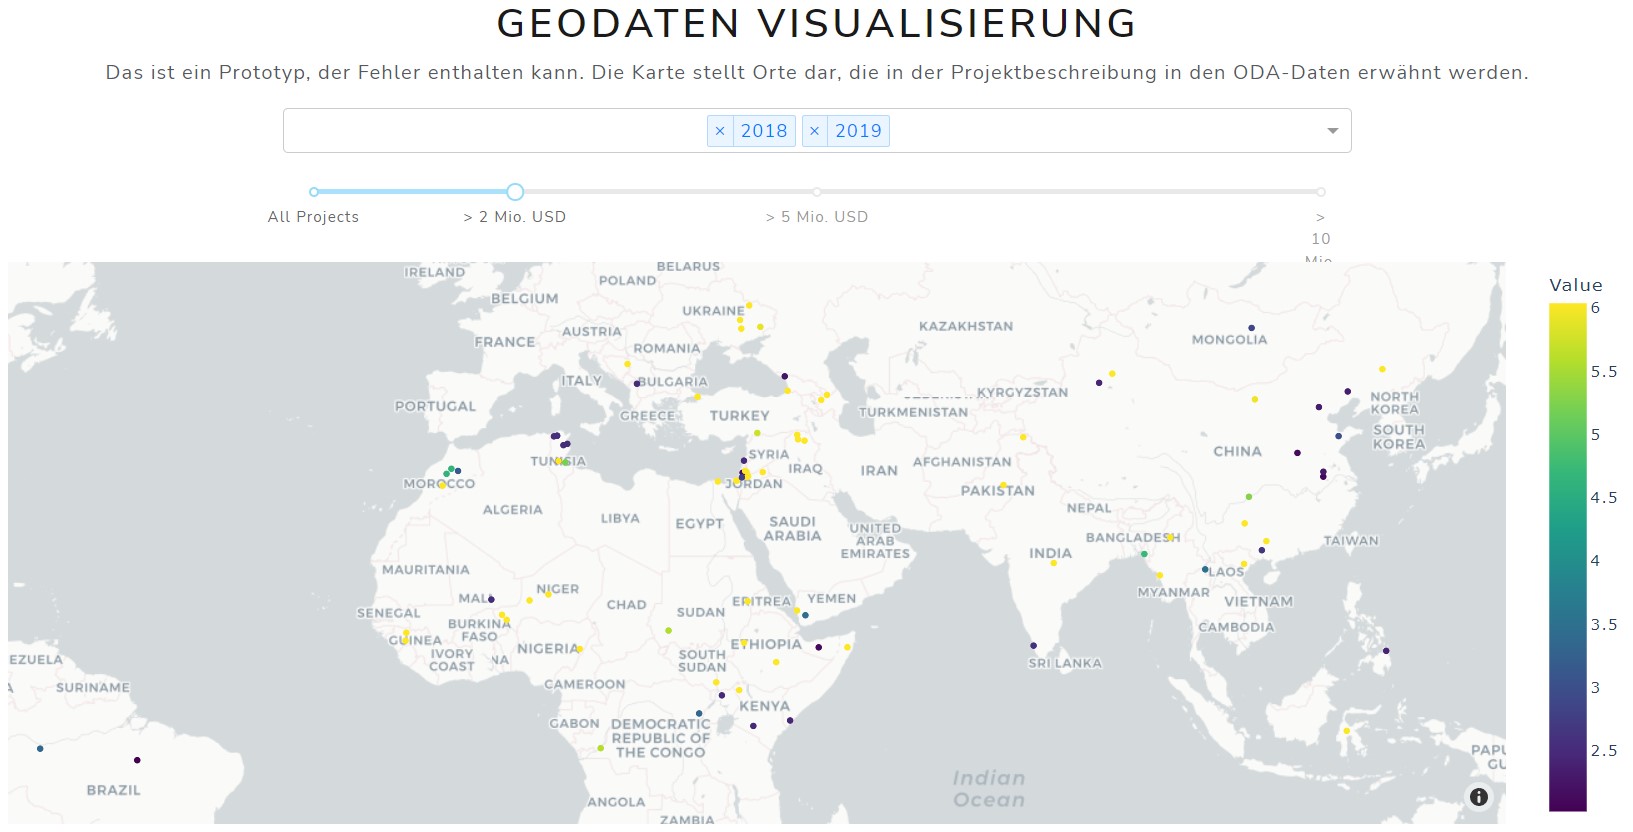 GEODATEN VISUALISIERUNG
Das ist ein Prototyp, der Fehler enthalten kann. Die Karte stellt Orte dar, die in der Projektbeschreibung in den ODA-Daten erwähnt werden.
× 2018 × 2019
All Projects
> 2 Mio. USD
> 5 Mio. USD
>
10
Mio
IRELAND
BELARUS
POLAND
BELGIUM
UKRAINE
KAZAKHSTAN
AUSTRIA
MONGOLIA
FRANCE
ROMANIA
ITALY
BULGARIA
KYRGYZSTAN
NORTH
KOREA
PORTUGAL
GREECE
TURKEY
TURKMENISTAN
SOUTH
KOREA
SYRIA
CHINA
TUNISIA
IRAQ
IRAN
AFGHANISTAN
MOROCCO
JORDAN
PAKISTAN
ALGERIA
LIBYA
EGYPT
SAUDI
ARABIA
NEPAL
UNITED
ARAB
EMIRATES
BANGLADESH
TAIWAN
INDIA
MAURITANIA
LAOS
NIGER
MYANMAR
MALI
CHAD
ERITREA
YEMEN
VIETNAM
SENEGAL
SUDAN
BURKINA
FASO
CAMBODIA
GUINEA
IVORY
COAST
NA
NIGERIA
ETHIOPIA
SOUTH
SUDAN
SRI LANKA
EZUELA
SURINAME
CAMEROON
KENYA
GABON
DEMOCRATIC
REPUBLIC OF
THE CONGO
PAPU
GU
BRAZIL
Indian
Ocean
ANGOLA
ZAMBIA
Value
6
5.5
5
4.5
4
3.5
3
2.5